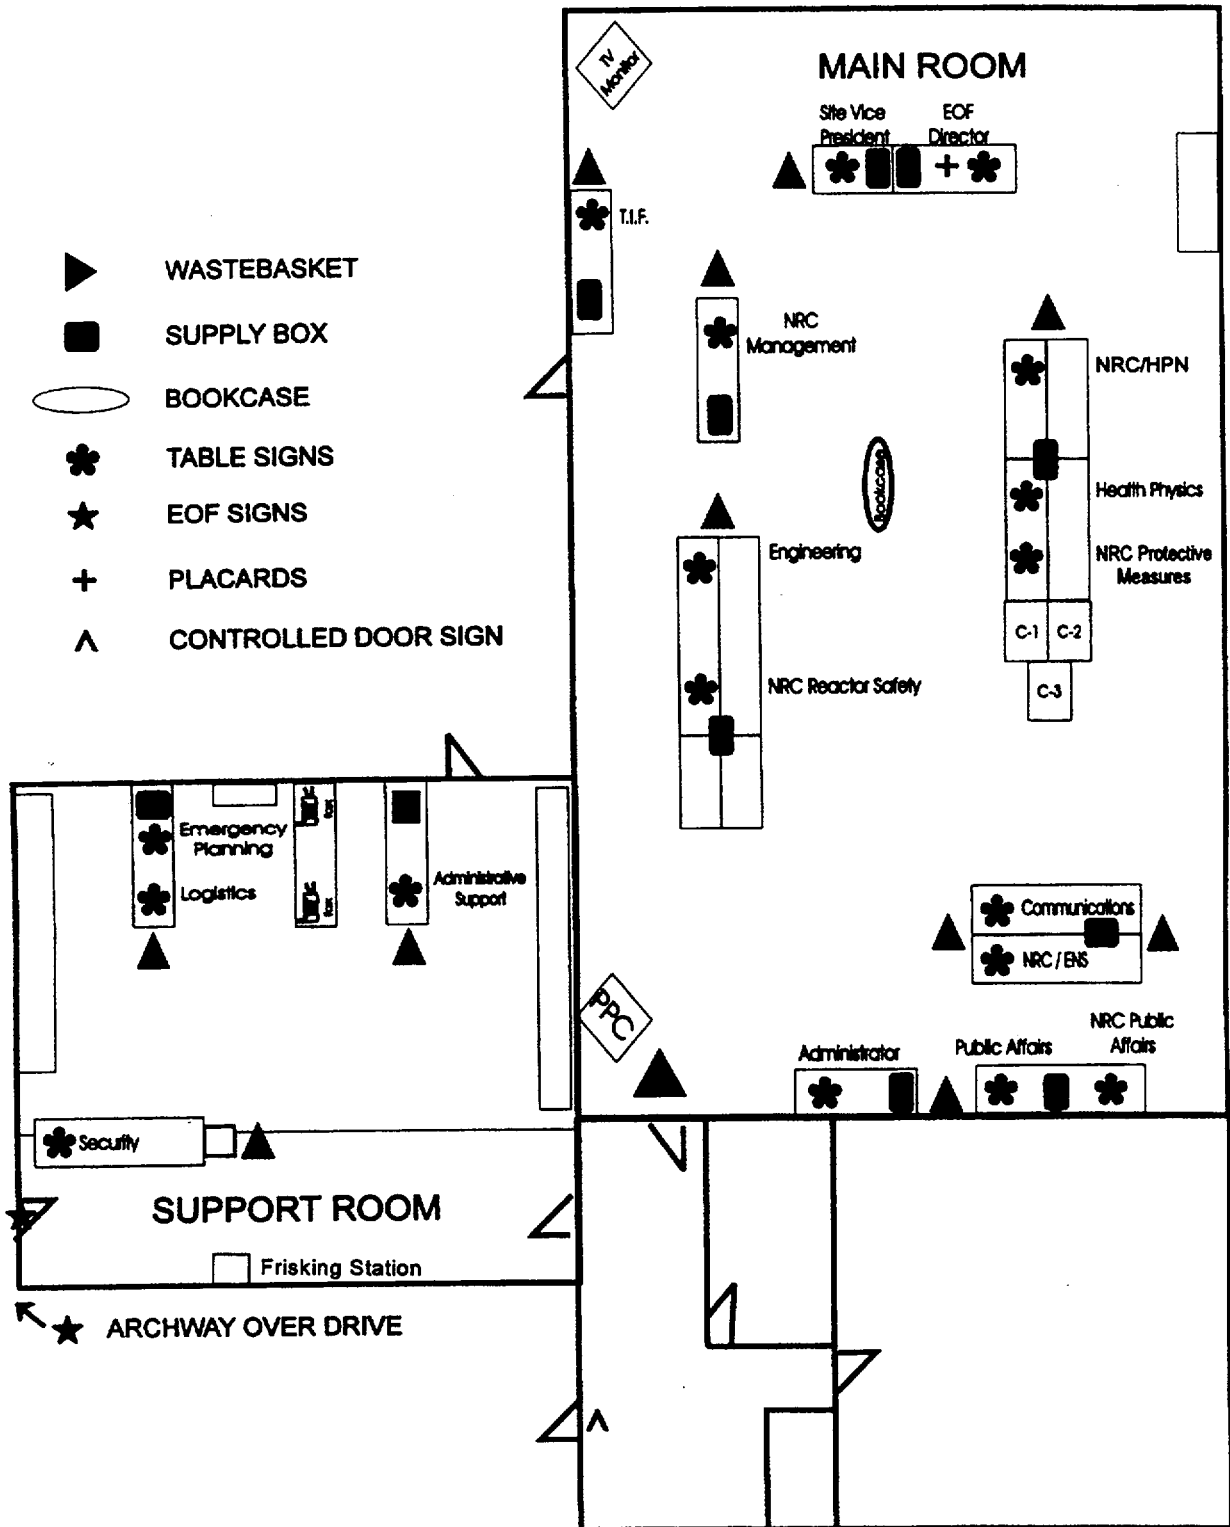 TV
Monitor
MAIN ROOM
Site Vice
President
EOF
Director
T.I.F.
WASTEBASKET
SUPPLY BOX
BOOKCASE
TABLE SIGNS
EOF SIGNS
PLACARDS
CONTROLLED DOOR SIGN
NRC
Management
NRC/HPN
Bookcase
Health Physics
NRC Protective
Measures
Engineering
C-1
C-2
C-3
NRC Reactor Safety
Emergency
Planning
Logistics
fax
fax
Administrative
Support
Communications
NRC / ENS
PPC
Administrator
Public Affairs
NRC Public
Affairs
Security
SUPPORT ROOM
Frisking Station
ARCHWAY OVER DRIVE